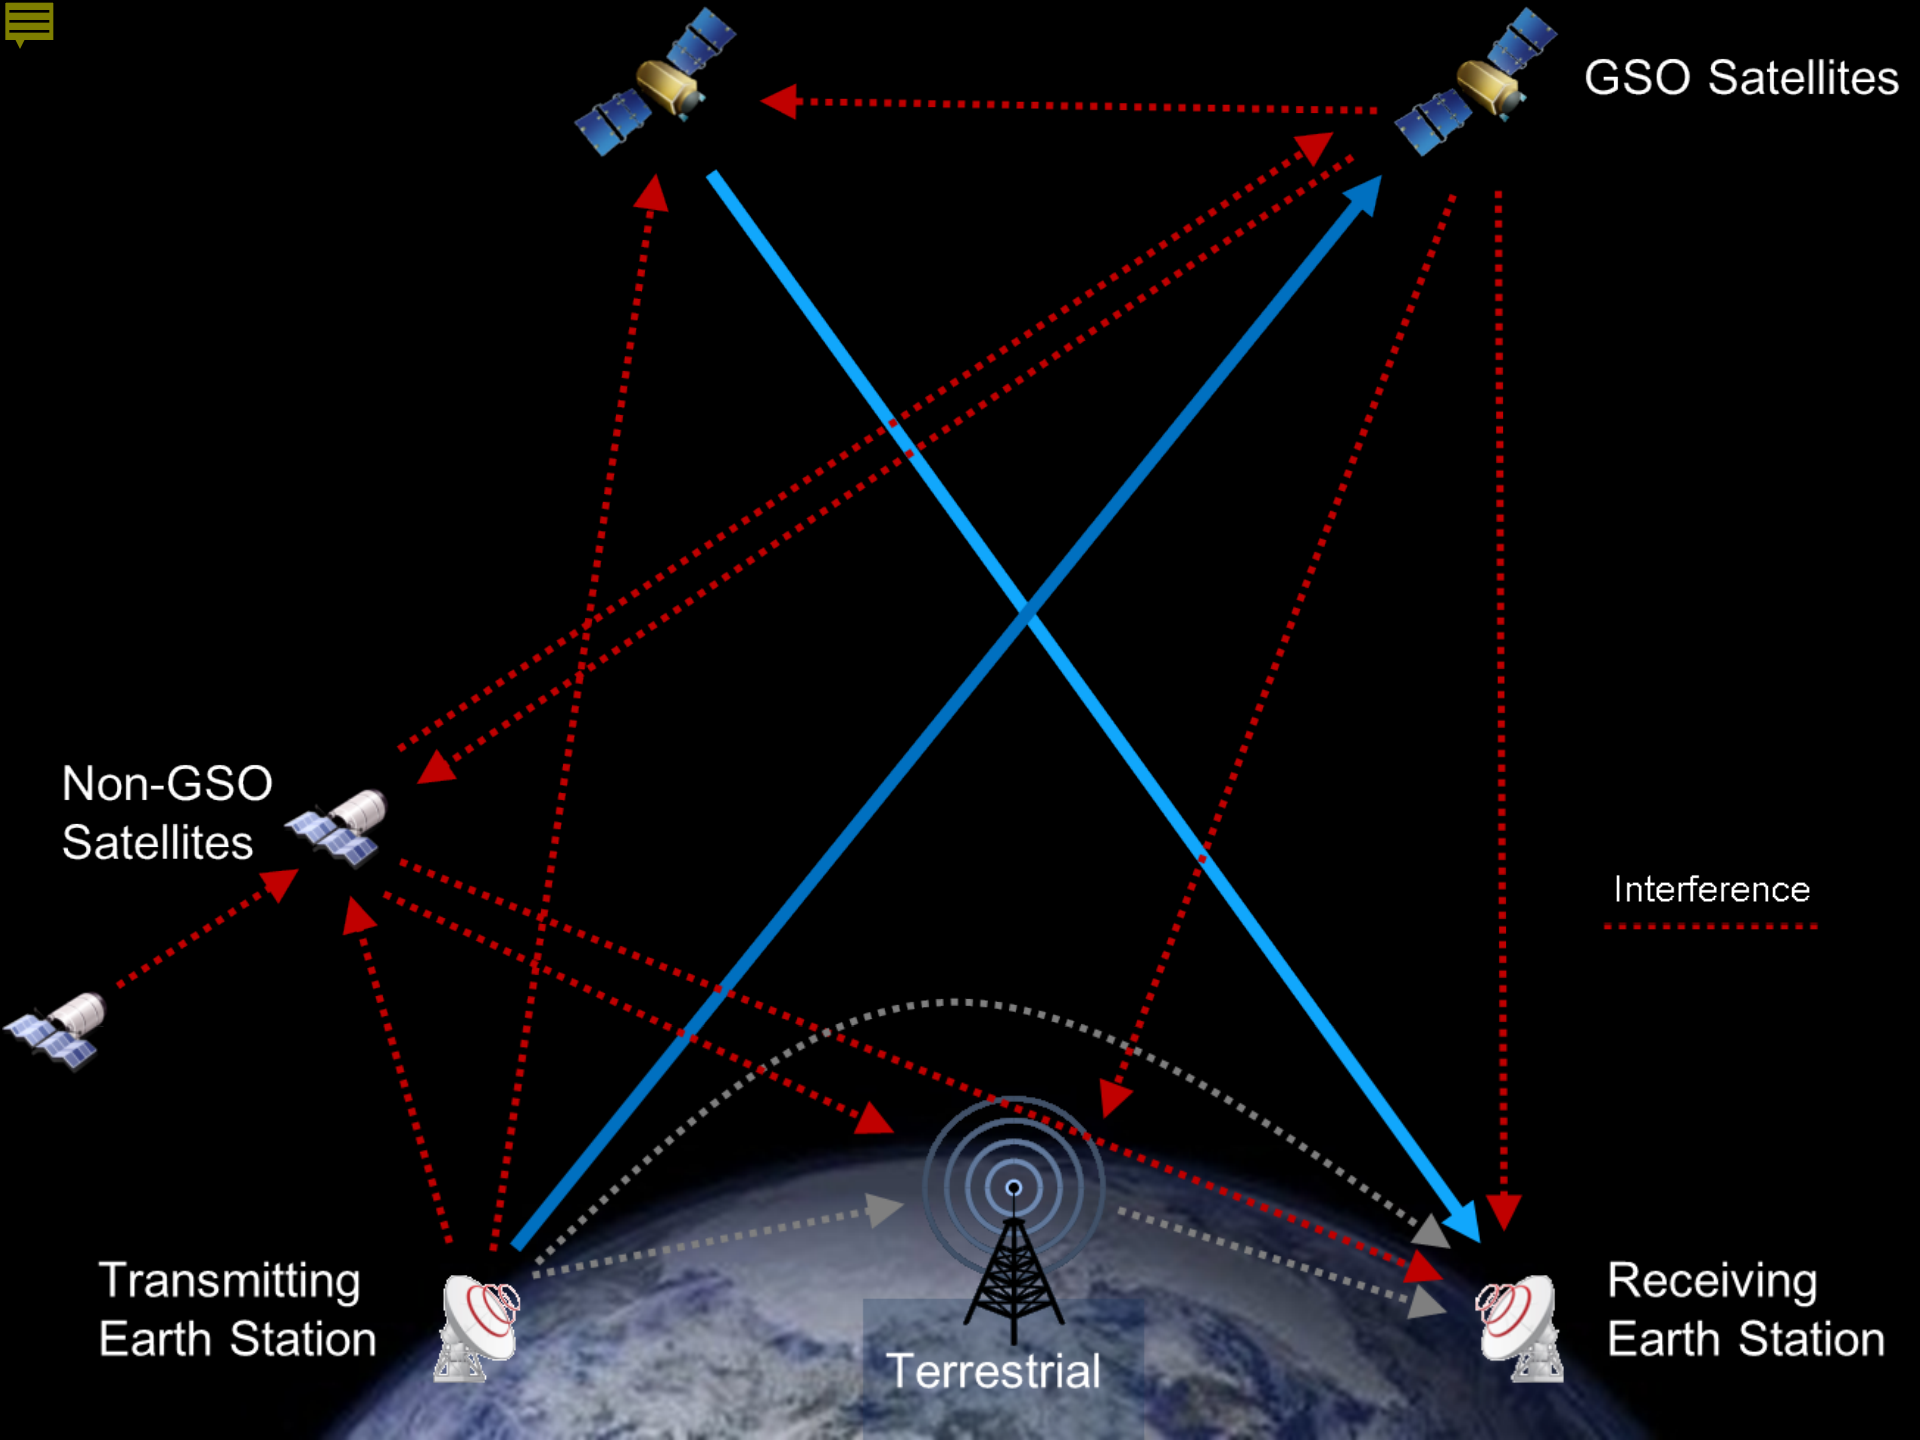 GSO Satellites
Non-GSO
Satellites
Interference
Transmitting
Earth Station
Terrestrial
Receiving
Earth Station